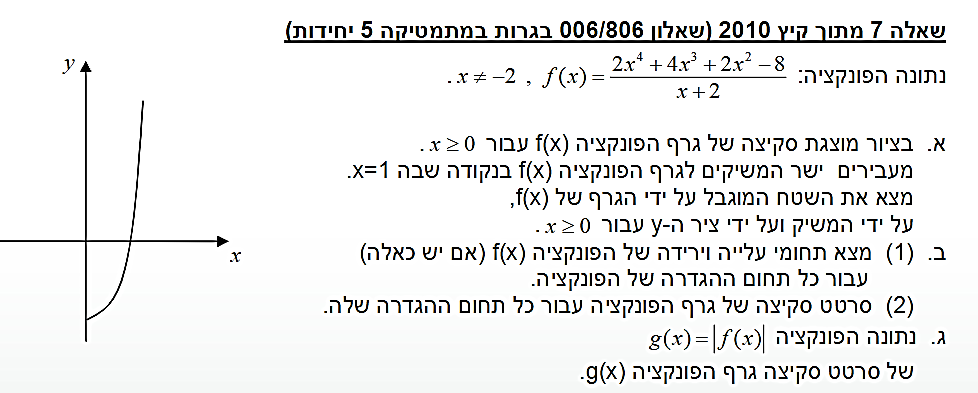 שאלה 7 מתוך קיץ 2010 (שאלון 006/806 בגרות במתמטיקה 5 יחידות)
נתונה הפונקציה: f(x) = (2x⁴ + 4x³ + 2x² − 8)/(x + 2) , x ≠ −2 .
א. בציור מוצגת סקיצה של גרף הפונקציה f(x) עבור x ≥ 0 .
מעבירים ישר המשיקים לגרף הפונקציה f(x) בנקודה שבה x=1.
מצא את השטח המוגבל על ידי הגרף של f(x),
על ידי המשיק ועל ידי ציר ה-y עבור x ≥ 0 .
ב. (1) מצא תחומי עלייה וירידה של הפונקציה f(x) (אם יש כאלה)
עבור כל תחום ההגדרה של הפונקציה.
(2) סרטט סקיצה של גרף הפונקציה עבור כל תחום ההגדרה שלה.
ג. נתונה הפונקציה g(x) = |f(x)|
של סרטט סקיצה גרף הפונקציה g(x).
y
x